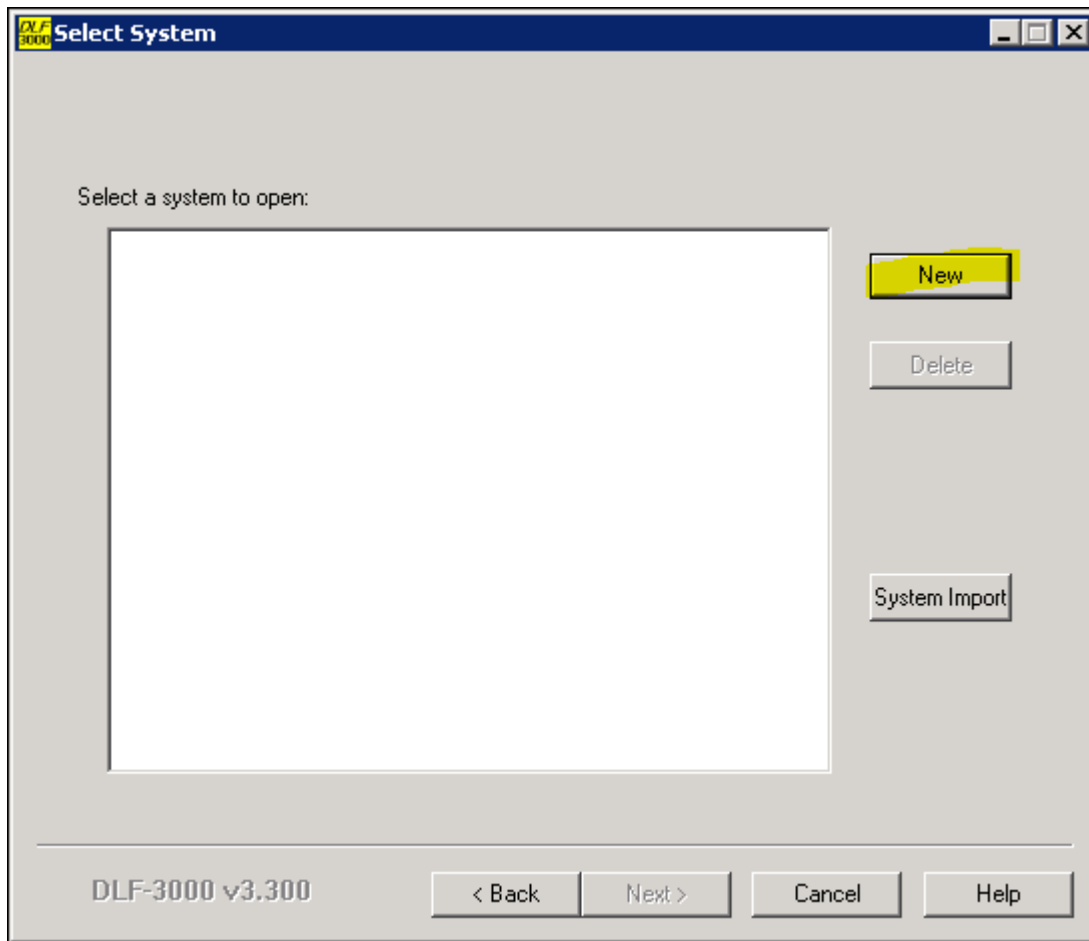 DLF 3000 Select System
Select a system to open:
New
Delete
System Import
DLF-3000 v3.300
< Back
Next >
Cancel
Help